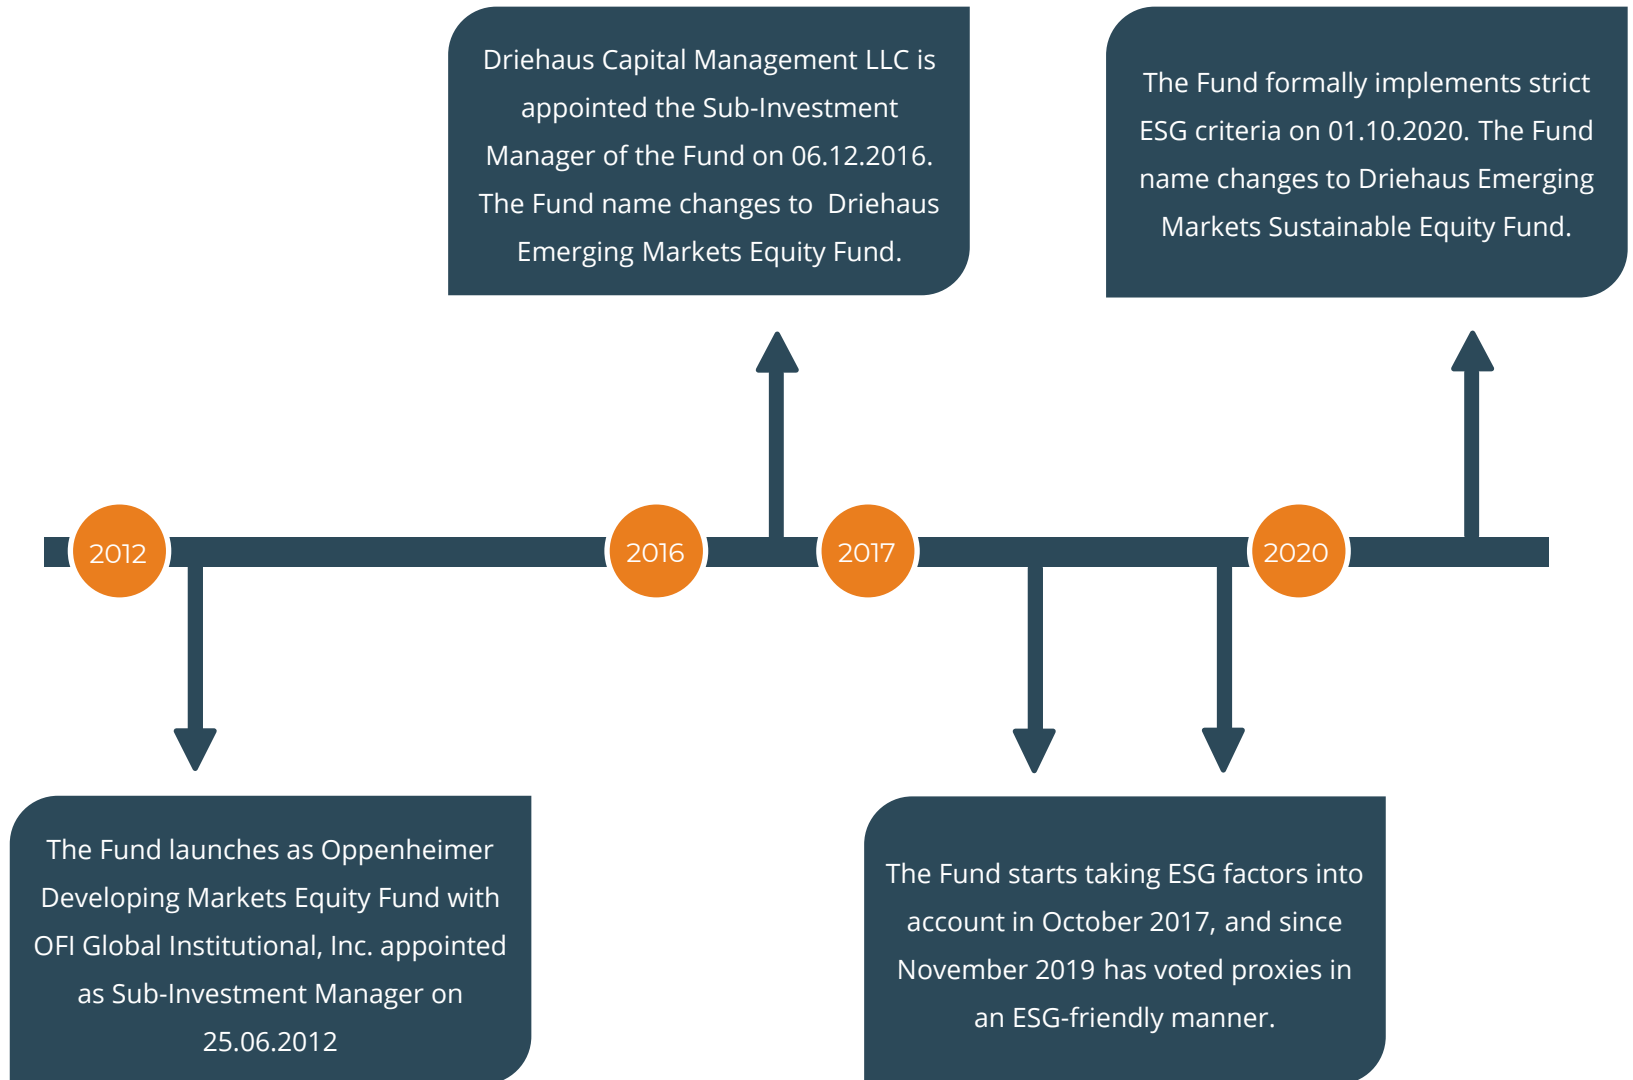 Driehaus Capital Management LLC is
appointed the Sub-Investment
Manager of the Fund on 06.12.2016.
The Fund name changes to  Driehaus
Emerging Markets Equity Fund.
The Fund formally implements strict
ESG criteria on 01.10.2020. The Fund
name changes to Driehaus Emerging
Markets Sustainable Equity Fund.
2012
2016
2017
2020
The Fund launches as Oppenheimer
Developing Markets Equity Fund with
OFI Global Institutional, Inc. appointed
as Sub-Investment Manager on
25.06.2012
The Fund starts taking ESG factors into
account in October 2017, and since
November 2019 has voted proxies in
an ESG-friendly manner.